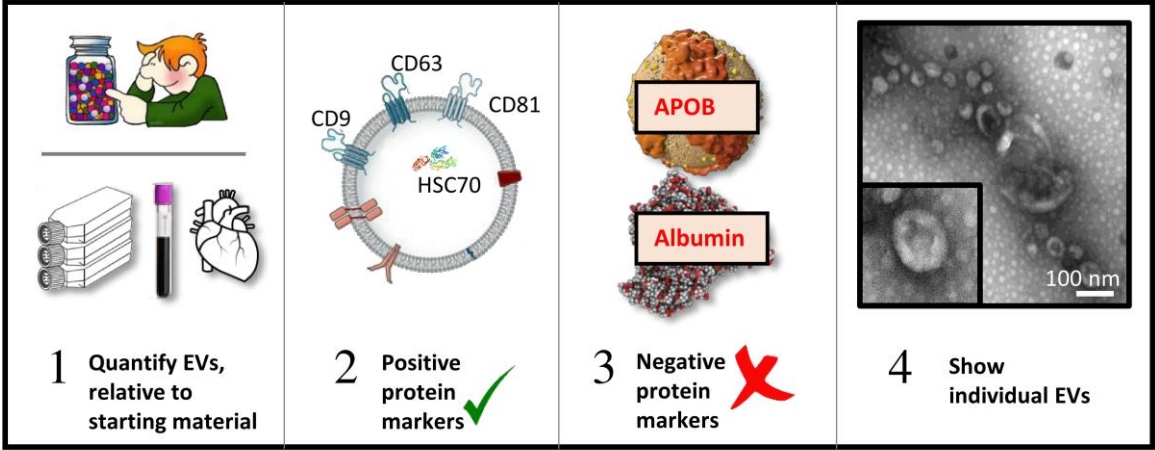 CD63
CD81
CD9
HSC70
APOB
Albumin
100 nm
1 Quantify EVs,
relative to
starting material
2 Positive
protein
markers
3 Negative
protein
markers
4 Show
individual EVs